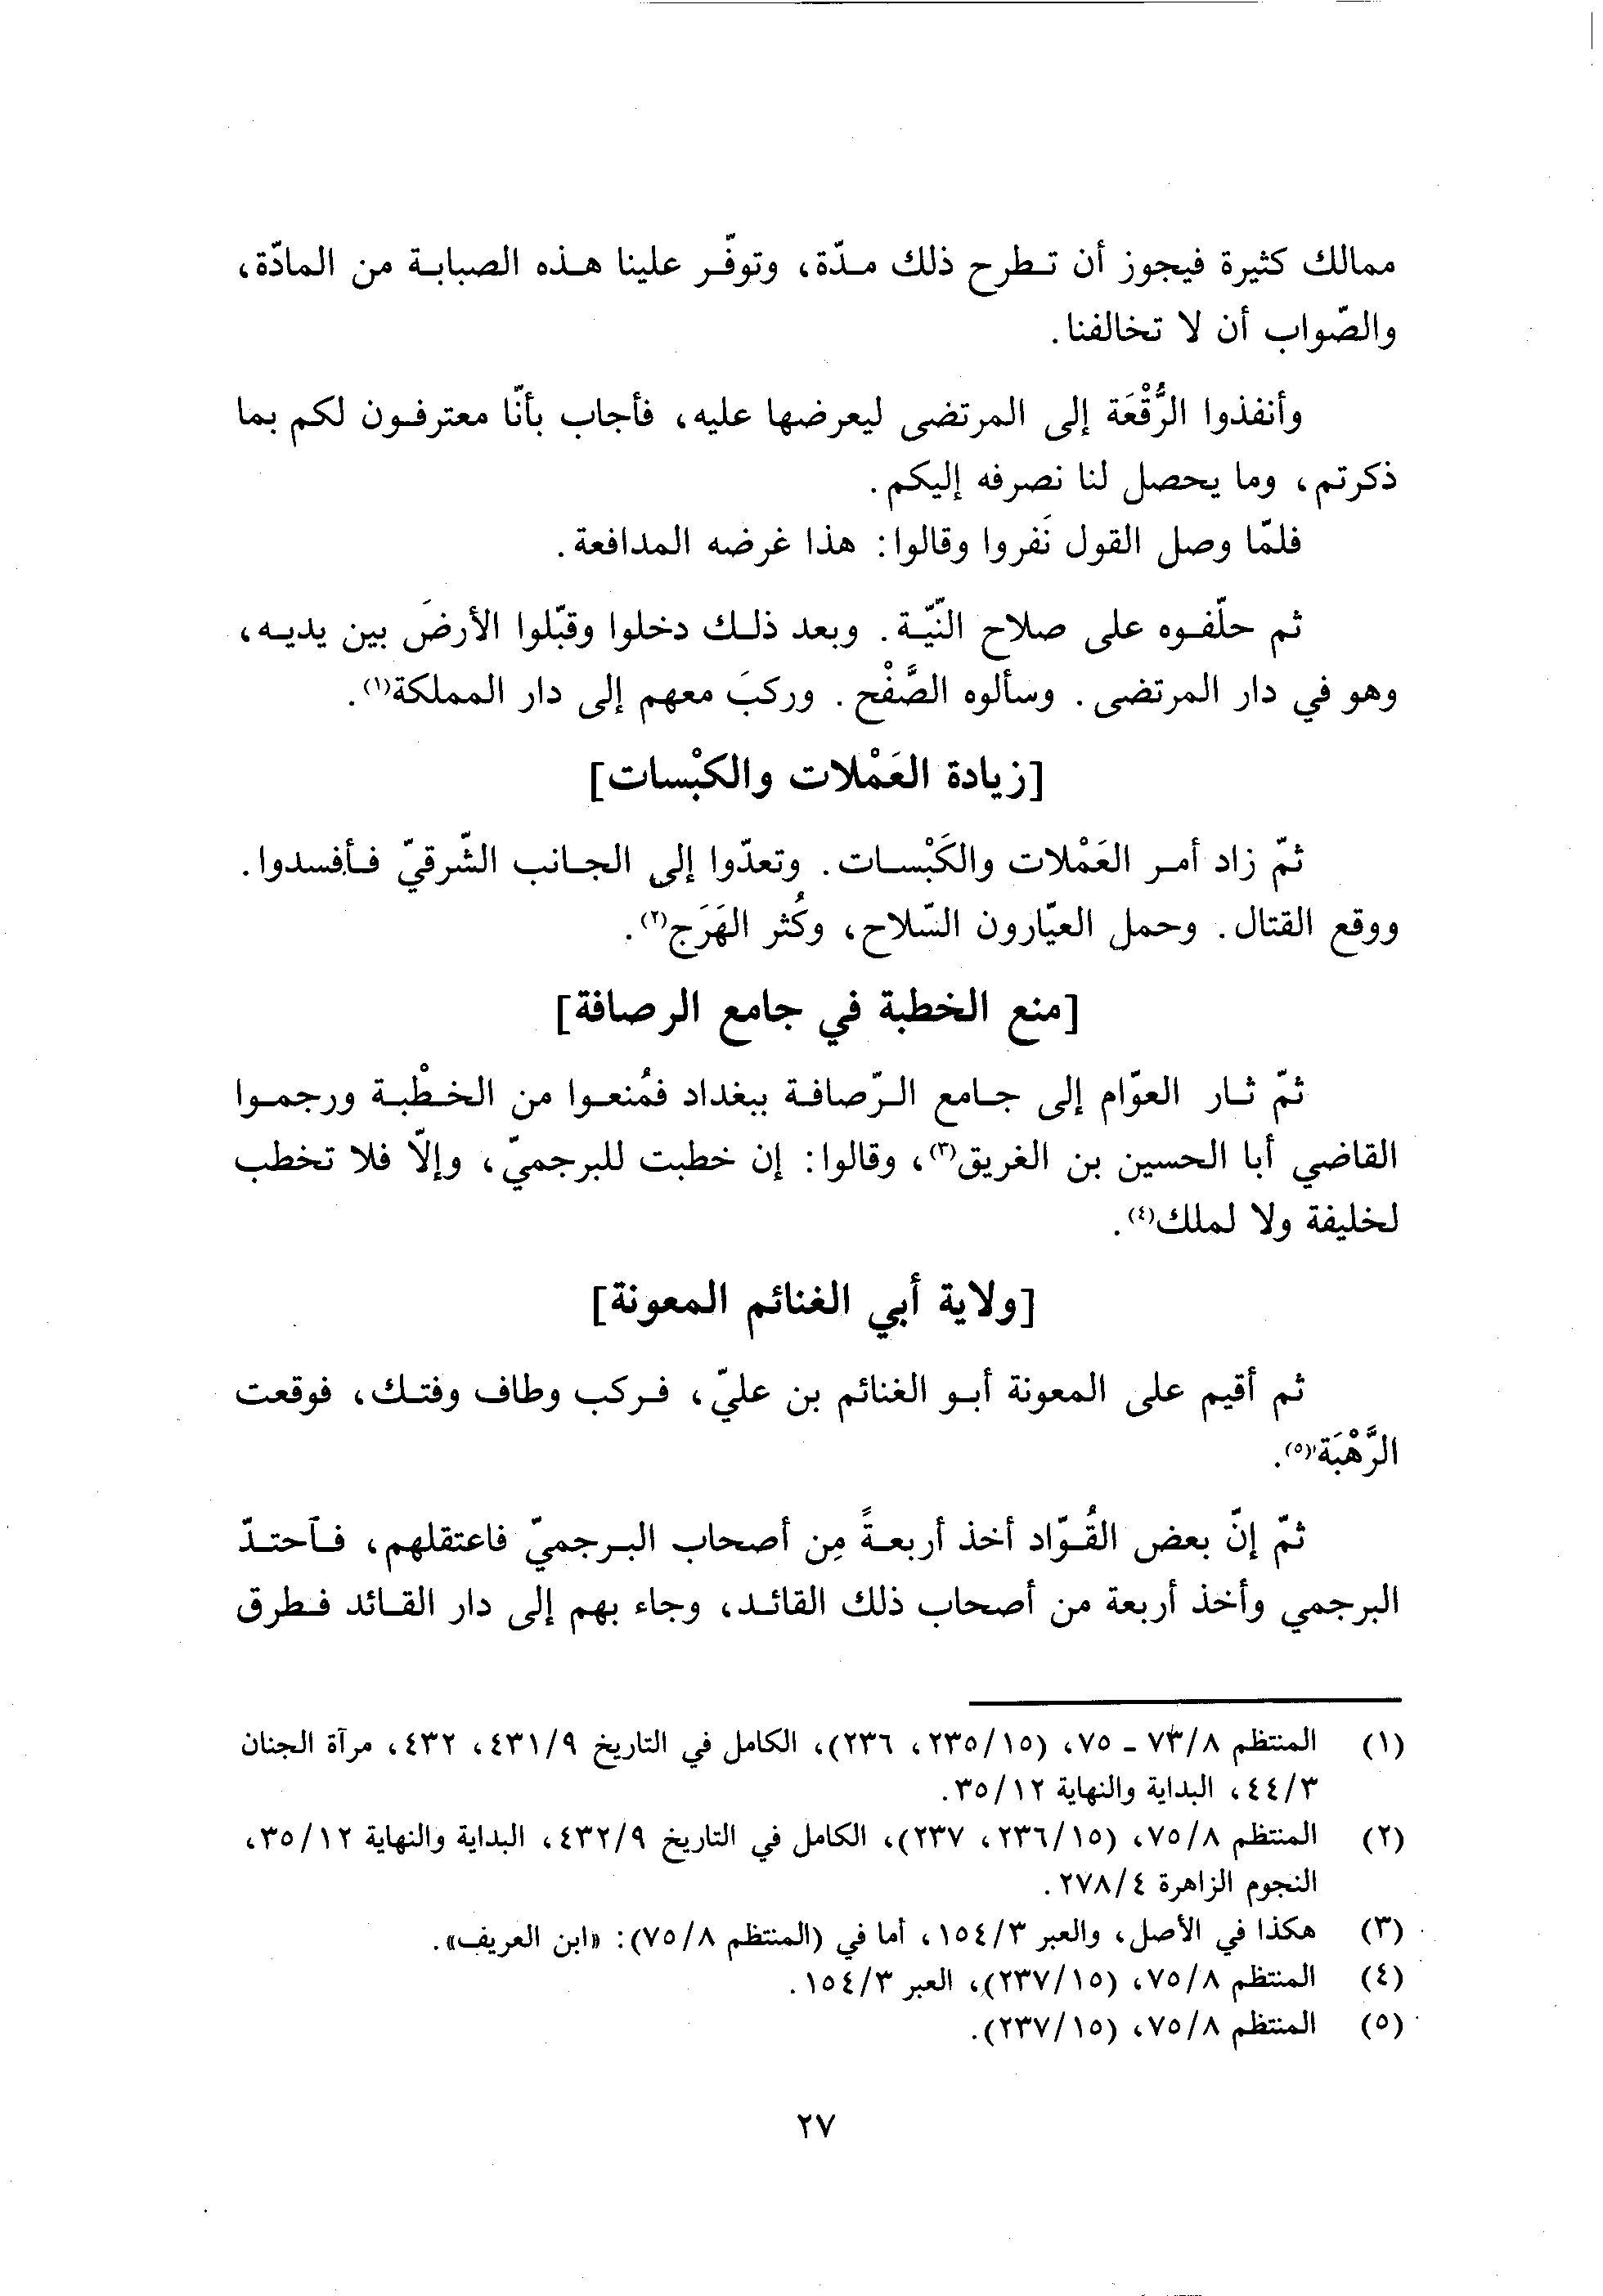 ممالك كثيرة فيجوز أن تطرح ذلك مدّة، وتوفّر علينا هذه الصبابة من المادّة،
والصّواب أن لا تخالفنا.
وأنفذوا الرُّقْعَة إلى المرتضى ليعرضها عليه، فأجاب بأنّا معترفون لكم بما
ذكرتم، وما يحصل لنا نصرفه إليكم.
فلمّا وصل القول نَفروا وقالوا: هذا غرضه المدافعة.
ثم حلّفوه على صلاح النّيّة. وبعد ذلك دخلوا وقبّلوا الأرضَ بين يديه،
وهو في دار المرتضى. وسألوه الصَّفْح. وركبَ معهم إلى دار المملكة(١).
[زيادة العَمْلات والكبْسات]
ثمّ زاد أمر العَمْلات والكَبْسات. وتعدّوا إلى الجانب الشّرقيّ فأفسدوا.
ووقع القتال. وحمل العيّارون السّلاح، وكُثر الهَرَج(٢).
[منع الخطبة في جامع الرصافة]
ثمّ ثار العوّام إلى جامع الرّصافة ببغداد فمُنعوا من الخطْبة ورجموا
القاضي أبا الحسين بن الغريق(٣)، وقالوا: إن خطبت للبرجميّ، وإلّا فلا تخطب
لخليفة ولا لملك(٤).
[ولاية أبي الغنائم المعونة]
ثم أقيم على المعونة أبو الغنائم بن عليّ، فركب وطاف وفتك، فوقعت
الرَّهْبَة(٥).
ثمّ إنّ بعض القُوّاد أخذ أربعةً مِن أصحاب البرجميّ فاعتقلهم، فآحتدّ
البرجمي وأخذ أربعة من أصحاب ذلك القائد، وجاء بهم إلى دار القائد فطرق
(١) المنتظم ٧٣/٨ ـ ٧٥، (٢٣٥/١٥، ٢٣٦)، الكامل في التاريخ ٤٣١/٩، ٤٣٢، مرآة الجنان
٤٤/٣، البداية والنهاية ٣٥/١٢.
(٢) المنتظم ٧٥/٨، (٢٣٦/١٥، ٢٣٧)، الكامل في التاريخ ٤٣٢/٩، البداية والنهاية ٣٥/١٢،
النجوم الزاهرة ٢٧٨/٤.
(٣) هكذا في الأصل، والعبر ١٥٤/٣، أما في (المنتظم ٧٥/٨): «ابن العريف».
(٤) المنتظم ٧٥/٨، (٢٣٧/١٥)، العبر ١٥٤/٣.
(٥) المنتظم ٧٥/٨، (٢٣٧/١٥).
٢٧